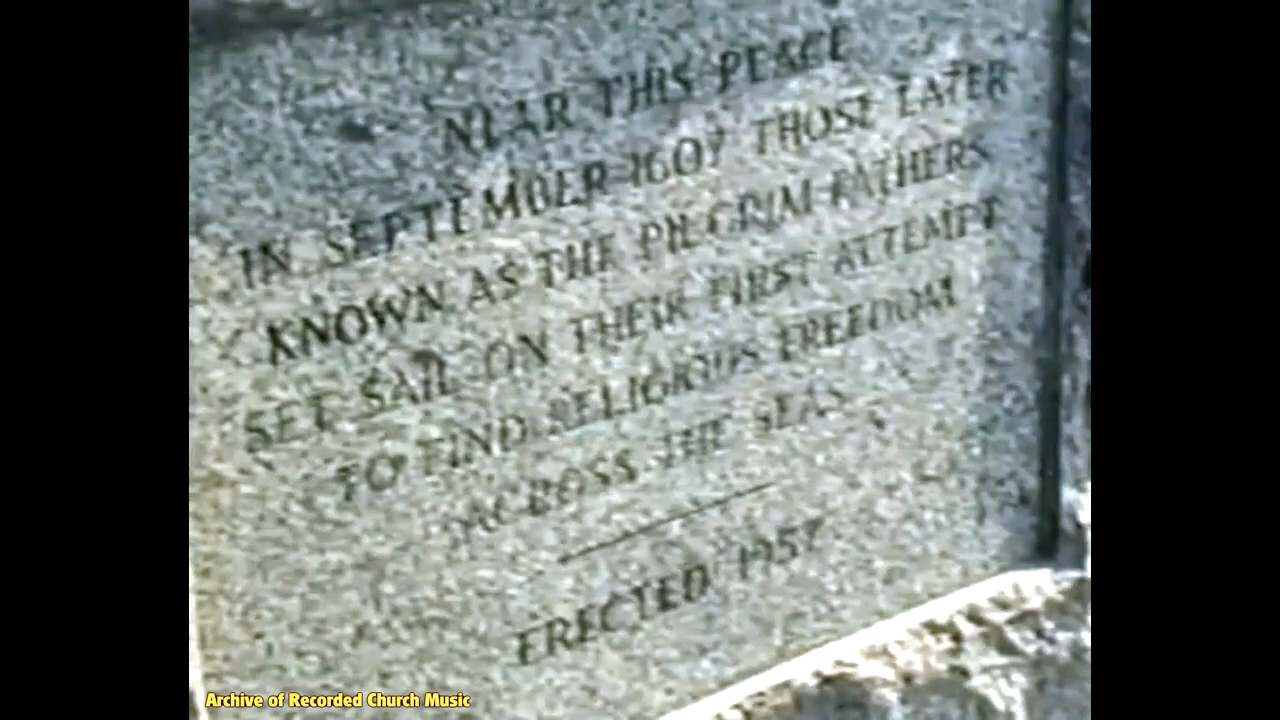 NEAR THIS PLACE
IN SEPTEMBER 1607 THOSE LATER
KNOWN AS THE PILGRIM FATHERS
SET SAIL ON THEIR FIRST ATTEMPT
TO FIND RELIGIOUS FREEDOM
ACROSS THE SEAS
ERECTED 1957
Archive of Recorded Church Music